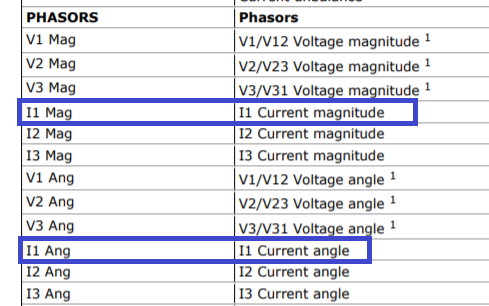 PHASORS Phasors
V1 Mag V1/V12 Voltage magnitude 1
V2 Mag V2/V23 Voltage magnitude 1
V3 Mag V3/V31 Voltage magnitude 1
I1 Mag I1 Current magnitude
I2 Mag I2 Current magnitude
I3 Mag I3 Current magnitude
V1 Ang V1/V12 Voltage angle 1
V2 Ang V2/V23 Voltage angle 1
V3 Ang V3/V31 Voltage angle 1
I1 Ang I1 Current angle
I2 Ang I2 Current angle
I3 Ang I3 Current angle